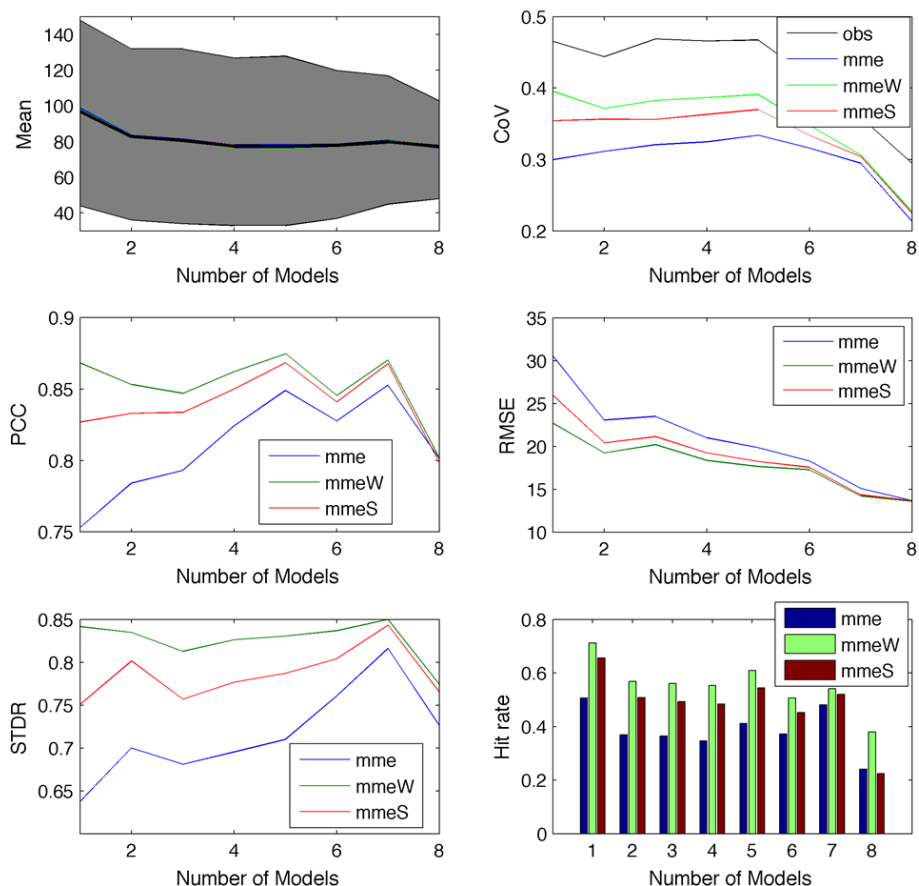 140
120
100
80
60
40
Mean
2
4
6
8
Number of Models
0.5
0.4
0.3
0.2
CoV
obs
mme
mmeW
mmeS
2
4
6
8
Number of Models
0.9
0.85
0.8
0.75
PCC
mme
mmeW
mmeS
2
4
6
8
Number of Models
35
30
25
20
15
10
RMSE
mme
mmeW
mmeS
2
4
6
8
Number of Models
0.85
0.8
0.75
0.7
0.65
STDR
mme
mmeW
mmeS
2
4
6
8
Number of Models
0.8
0.6
0.4
0.2
0
Hit rate
mme
mmeW
mmeS
1
2
3
4
5
6
7
8
Number of Models